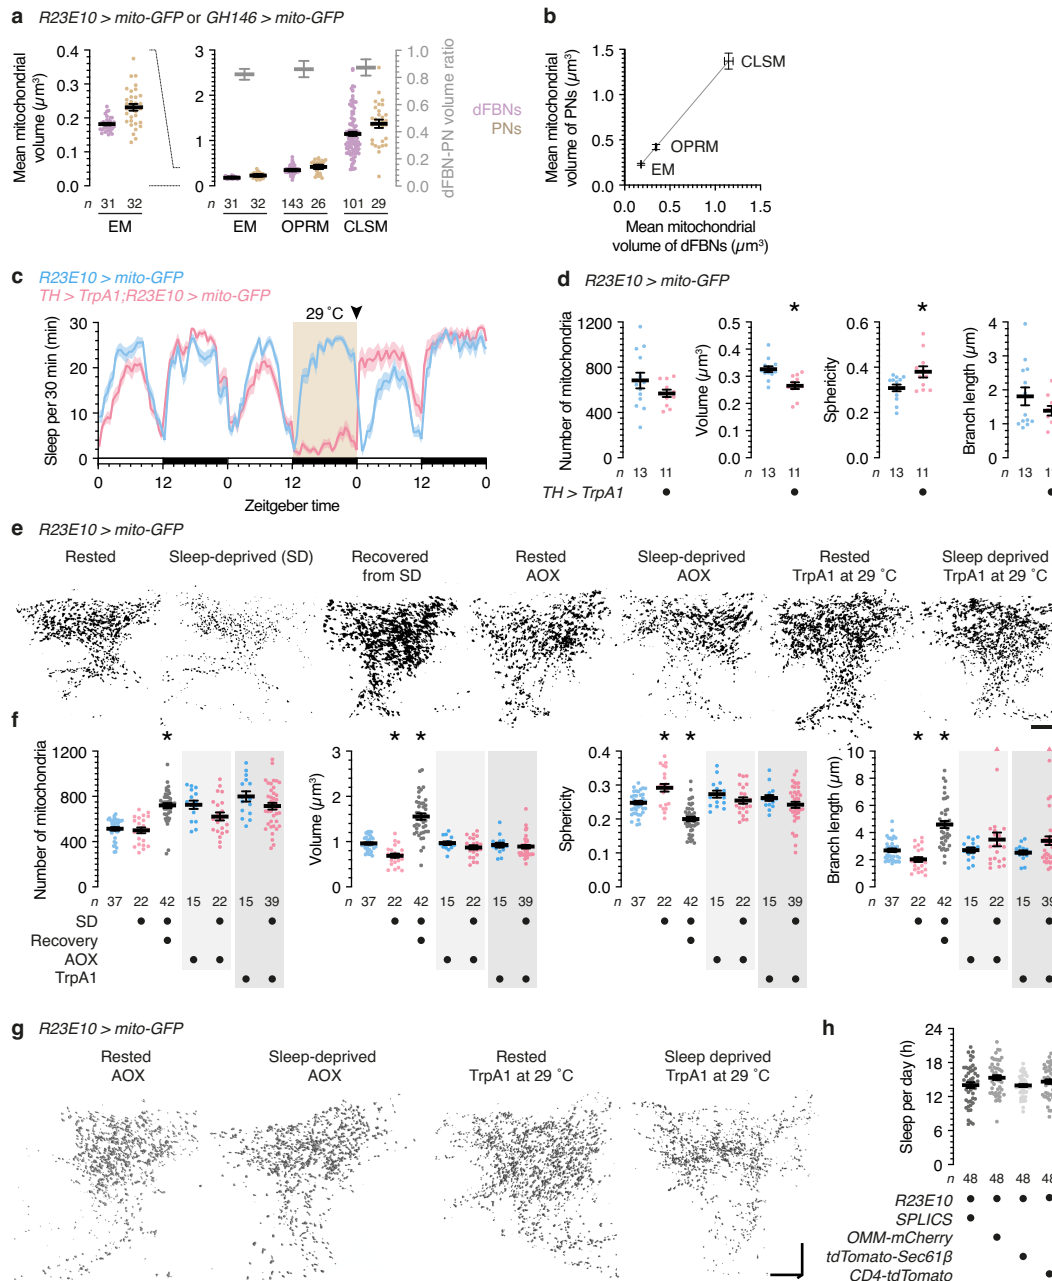 a R23E10 > mito-GFP or GH146 > mito-GFP
Mean mitochondrial volume (µm³)
0.4
0.3
0.2
0.1
0.0
3
2
1
0
1.0
0.8
0.6
0.4
0.2
0.0
dFBN-PN volume ratio
dFBNs
PNs
n 31 32 31 32 143 26 101 29
EM EM OPRM CLSM
b
Mean mitochondrial volume of PNs (µm³)
1.5
1.0
0.5
0.0
CLSM
OPRM
EM
0.0 0.5 1.0 1.5
Mean mitochondrial
volume of dFBNs (µm³)
c R23E10 > mito-GFP
TH > TrpA1;R23E10 > mito-GFP
29 ˚C
Sleep per 30 min (min)
30
20
10
0
0 12 0 12 0 12 0
Zeitgeber time
d R23E10 > mito-GFP
Number of mitochondria
1200
800
400
0
n 13 11
Volume (µm³)
*
0.5
0.4
0.3
0.2
0.1
0.0
n 13 11
Sphericity
*
0.6
0.4
0.2
0.0
n 13 11
Branch length (µm)
4
3
2
1
0
n 13
TH > TrpA1
e R23E10 > mito-GFP
Rested
Sleep-deprived (SD)
Recovered
from SD
Rested
AOX
Sleep-deprived
AOX
Rested
TrpA1 at 29 ˚C
Sleep deprived
TrpA1 at 29 ˚C
f
Number of mitochondria
*
1200
800
400
0
n 37 22 42 15 22 15 39
Volume (µm³)
* *
3
2
1
0
n 37 22 42 15 22 15 39
Sphericity
* *
0.4
0.3
0.2
0.1
0.0
n 37 22 42 15 22 15 39
Branch length (µm)
* *
10
8
6
4
2
0
n 37 22 42 15 22 15 39
SD
Recovery
AOX
TrpA1
g R23E10 > mito-GFP
Rested
AOX
Sleep-deprived
AOX
Rested
TrpA1 at 29 ˚C
Sleep deprived
TrpA1 at 29 ˚C
h
Sleep per day (h)
24
18
12
6
0
n 48 48 48 48
R23E10
SPLICS
OMM-mCherry
tdTomato-Sec61β
CD4-tdTomato